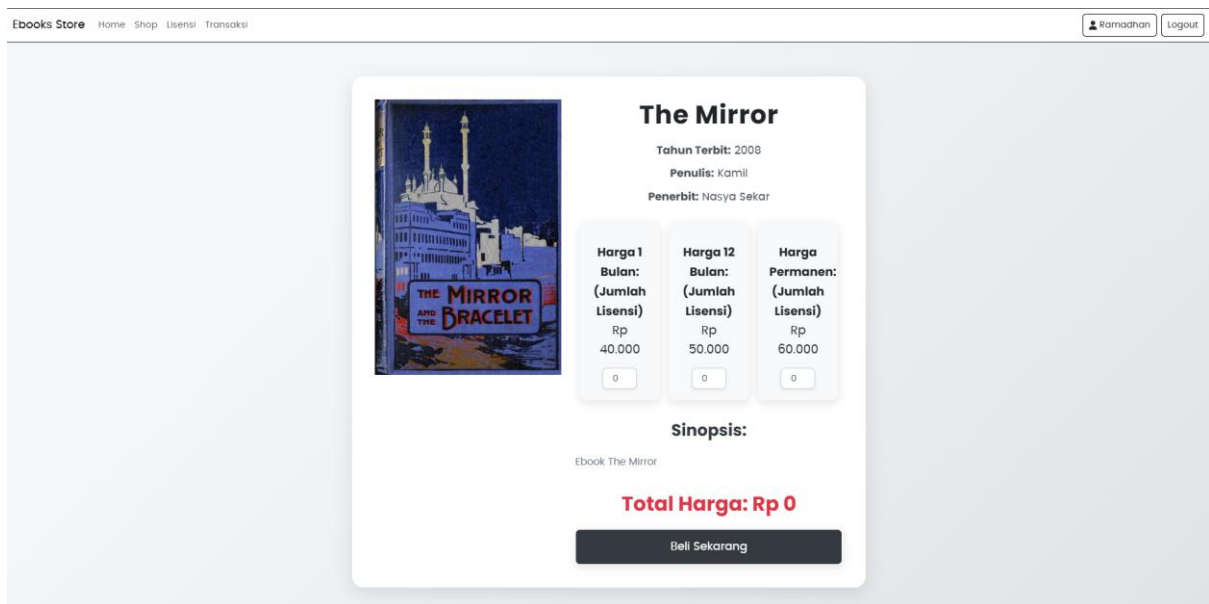 Ebooks Store Home Shop Lisensi Transaksi Ramadhan Logout
THE MIRROR
AND THE BRACELET
The Mirror
Tahun Terbit: 2008
Penulis: Kamil
Penerbit: Nasya Sekar
Harga 1
Bulan:
(Jumlah
Lisensi)
Rp
40.000
0
Harga 12
Bulan:
(Jumlah
Lisensi)
Rp
50.000
0
Harga
Permanen:
(Jumlah
Lisensi)
Rp
60.000
0
Sinopsis:
Ebook The Mirror
Total Harga: Rp 0
Beli Sekarang